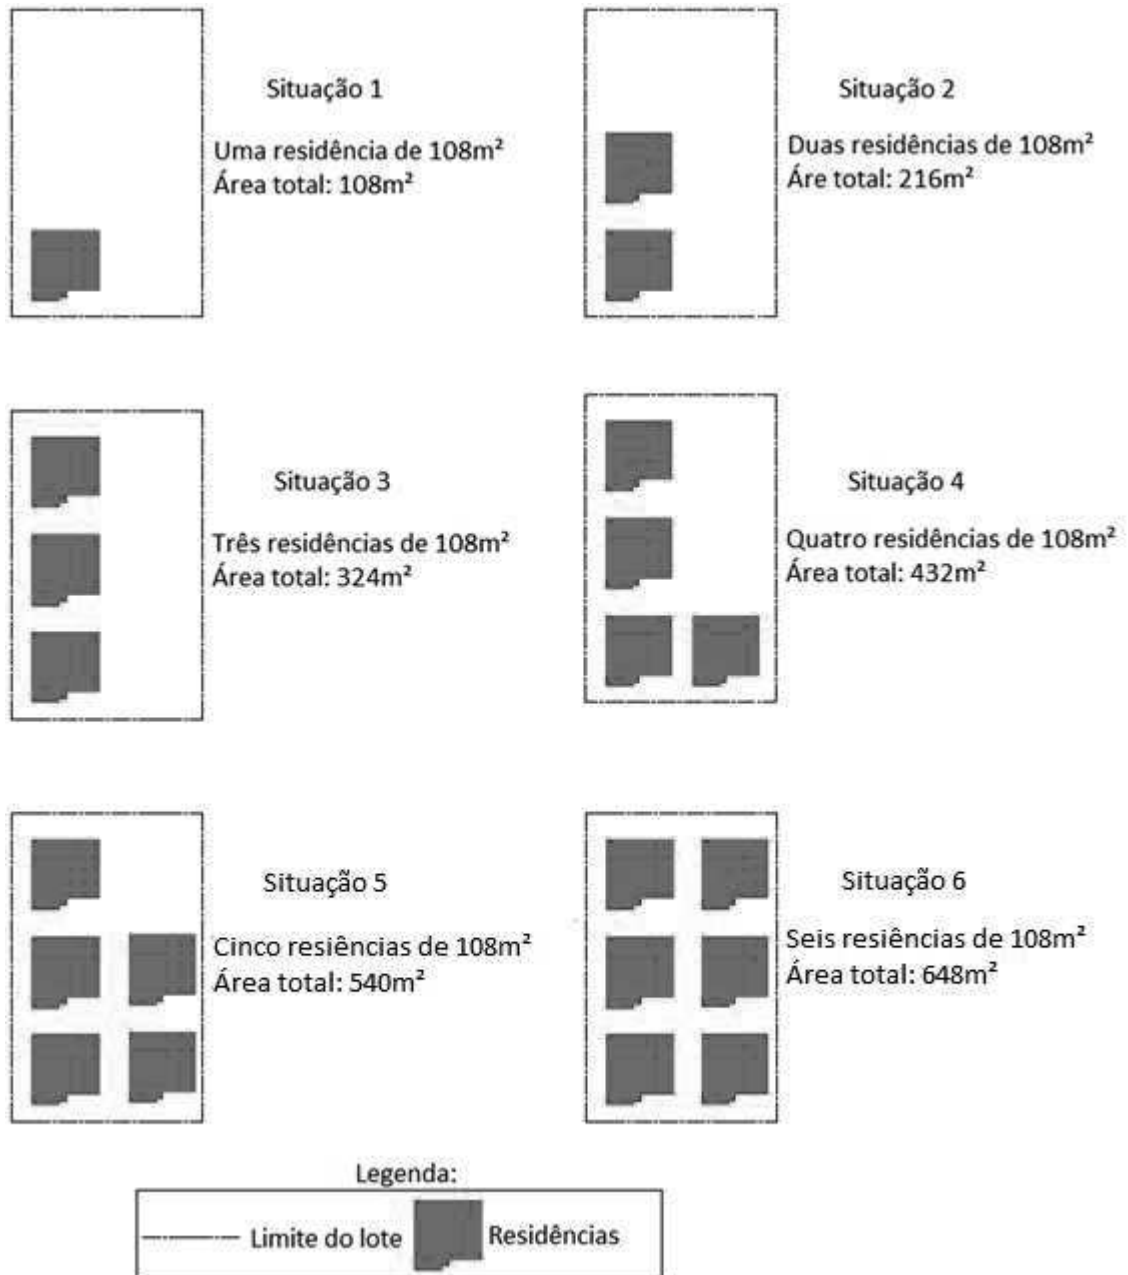 Situação 1
Uma residência de 108m²
Área total: 108m²
Situação 2
Duas residências de 108m²
Áre total: 216m²
Situação 3
Três residências de 108m²
Área total: 324m²
Situação 4
Quatro residências de 108m²
Área total: 432m²
Situação 5
Cinco resiências de 108m²
Área total: 540m²
Situação 6
Seis resiências de 108m²
Área total: 648m²
Legenda:
Limite do lote
Residências